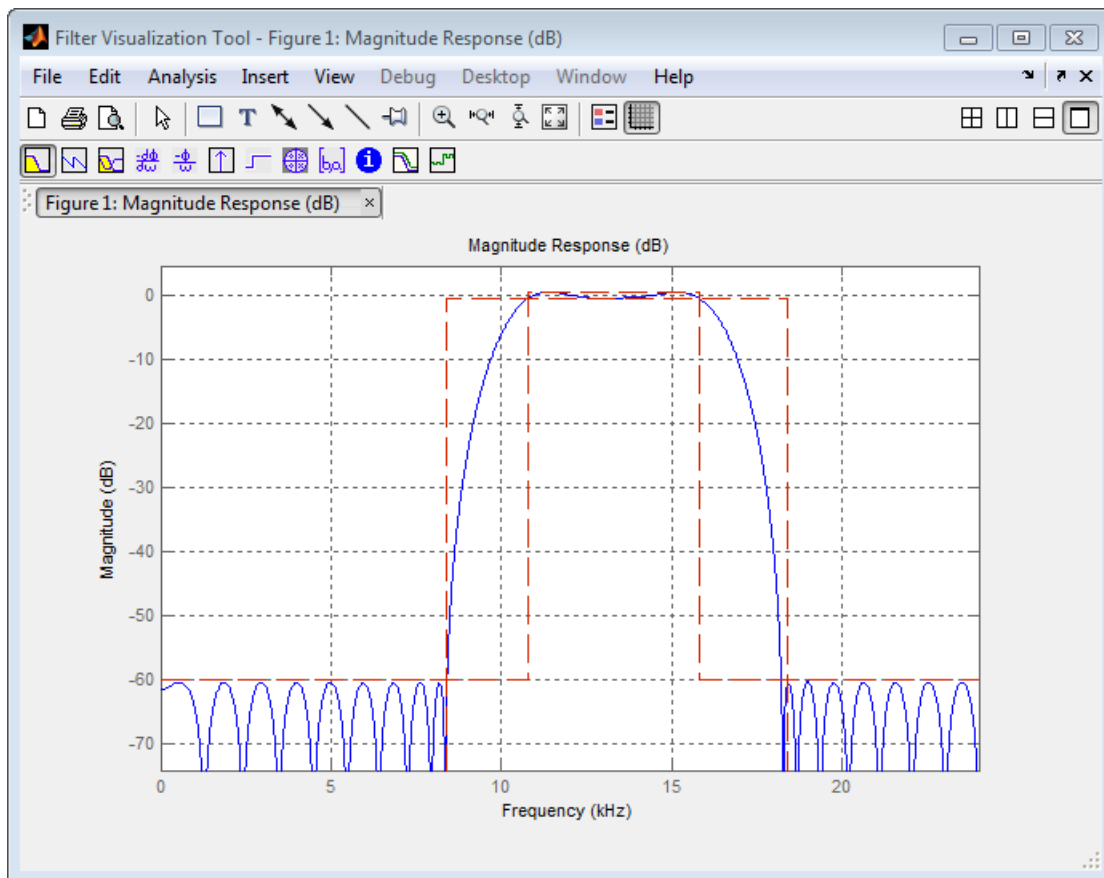 Filter Visualization Tool - Figure 1: Magnitude Response (dB)
File Edit Analysis Insert View Debug Desktop Window Help
Figure 1: Magnitude Response (dB)
Magnitude Response (dB)
0
-10
-20
-30
-40
-50
-60
-70
Magnitude (dB)
0 5 10 15 20
Frequency (kHz)